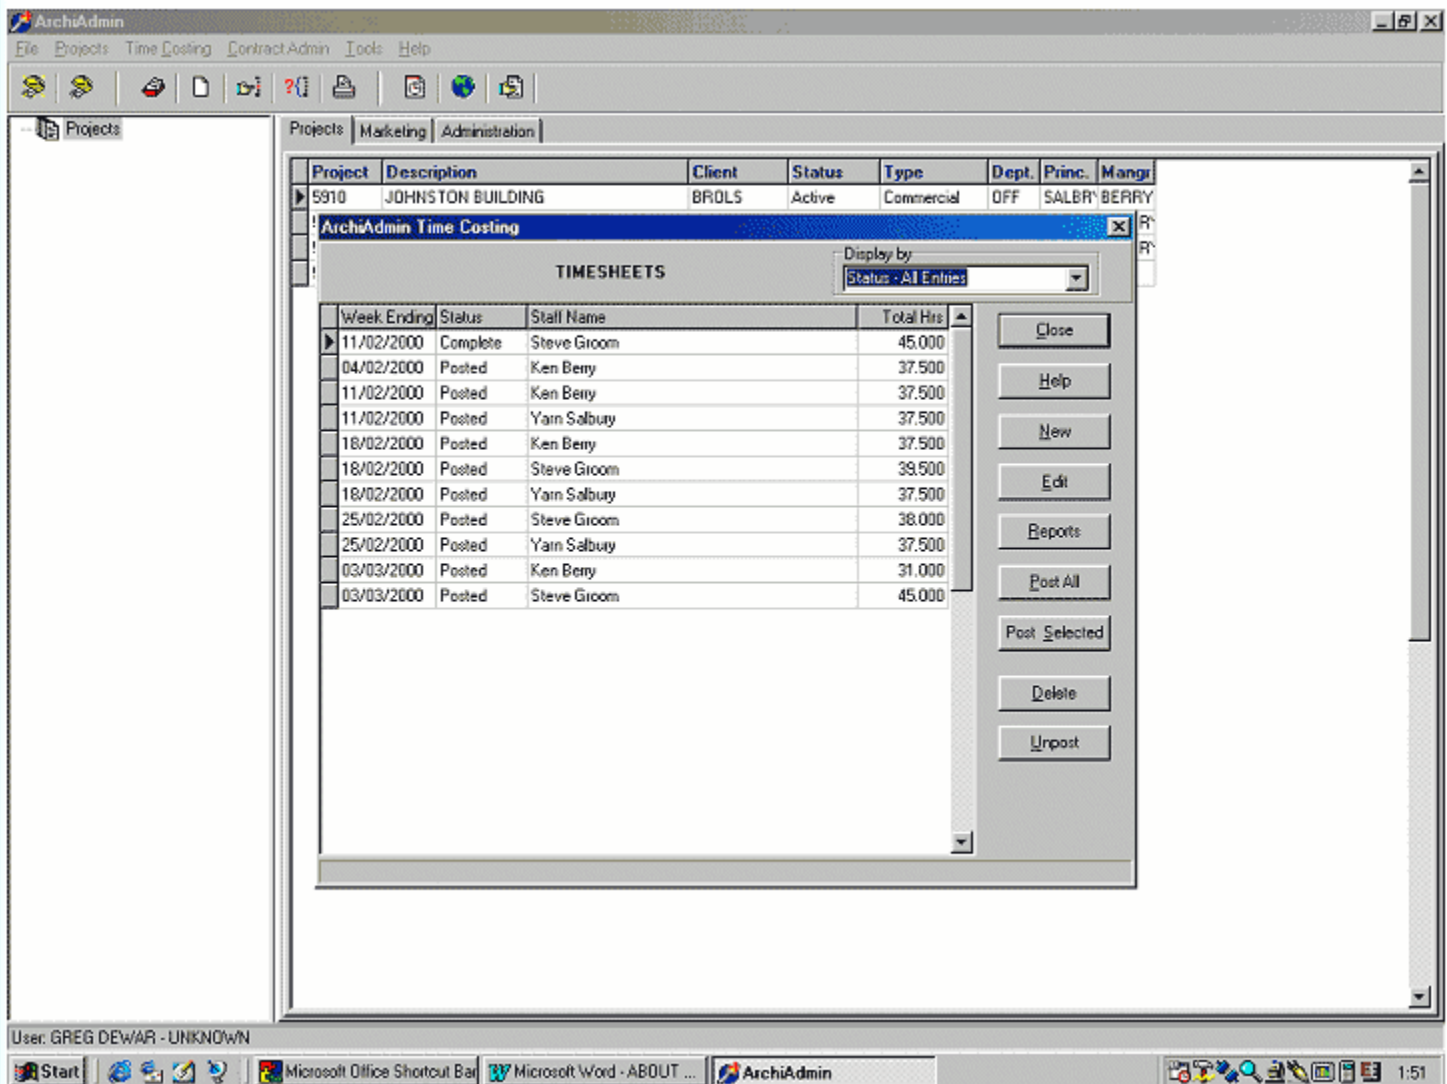 ArchiAdmin
File Projects Time Costing Contract Admin Tools Help
Projects
Projects Marketing Administration
Project Description Client Status Type Dept. Princ. Mangr
5910 JOHNSTON BUILDING BROLS Active Commercial OFF SALBRY BERRY
ArchiAdmin Time Costing
Display by
TIMESHEETS
Status - All Entries
Week Ending Status Staff Name Total Hrs
11/02/2000 Complete Steve Groom 45.000
04/02/2000 Posted Ken Berry 37.500
11/02/2000 Posted Ken Berry 37.500
11/02/2000 Posted Yarn Salbury 37.500
18/02/2000 Posted Ken Berry 37.500
18/02/2000 Posted Steve Groom 39.500
18/02/2000 Posted Yarn Salbury 37.500
25/02/2000 Posted Steve Groom 38.000
25/02/2000 Posted Yarn Salbury 37.500
03/03/2000 Posted Ken Berry 31.000
03/03/2000 Posted Steve Groom 45.000
Close
Help
New
Edit
Reports
Post All
Post Selected
Delete
Unpost
User: GREG DEWAR - UNKNOWN
Start Microsoft Office Shortcut Bar Microsoft Word - ABOUT ... ArchiAdmin 1:51